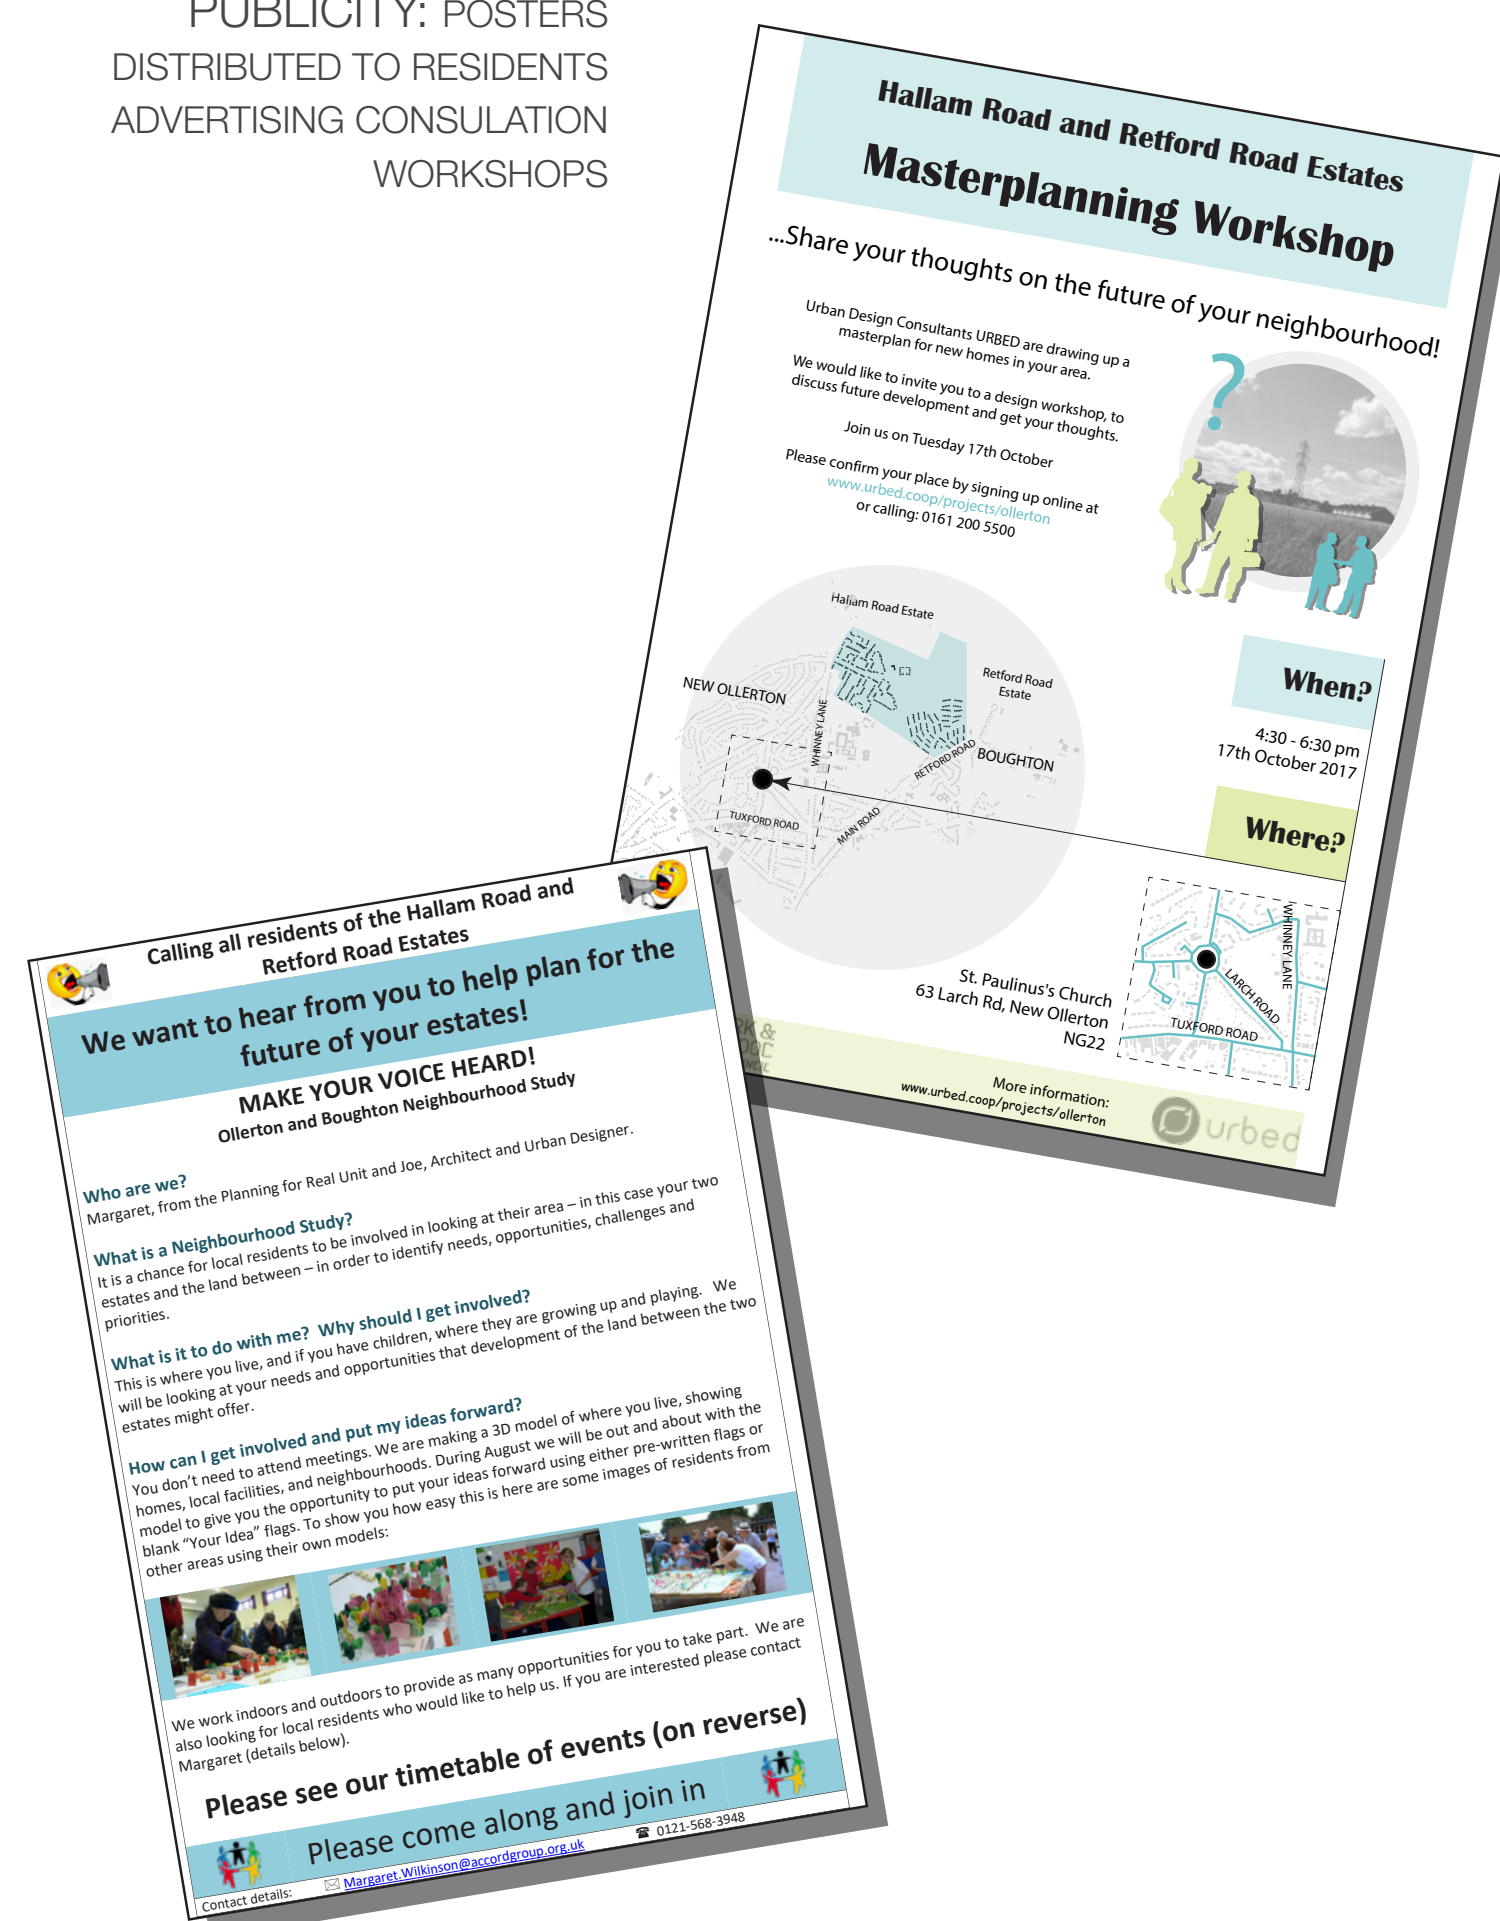 PUBLICITY: POSTERS
DISTRIBUTED TO RESIDENTS
ADVERTISING CONSULATION
WORKSHOPS
Hallam Road and Retford Road Estates
Masterplanning Workshop
...Share your thoughts on the future of your neighbourhood!
Urban Design Consultants URBED are drawing up a
masterplan for new homes in your area.
We would like to invite you to a design workshop, to
discuss future development and get your thoughts.
Join us on Tuesday 17th October
Please confirm your place by signing up online at
www.urbed.coop/projects/ollerton
or calling: 0161 200 5500
?
Hallam Road Estate
Retford Road
Estate
NEW OLLERTON
WHINNEY LANE
BOUGHTON
RETFORD ROAD
TUXFORD ROAD
MAIN ROAD
When?
4:30 - 6:30 pm
17th October 2017
Where?
WHINNEY LANE
LARCH ROAD
TUXFORD ROAD
St. Paulinus's Church
63 Larch Rd, New Ollerton
NG22
More information:
www.urbed.coop/projects/ollerton
urbed
Calling all residents of the Hallam Road and
Retford Road Estates
We want to hear from you to help plan for the
future of your estates!
MAKE YOUR VOICE HEARD!
Ollerton and Boughton Neighbourhood Study
Who are we?
Margaret, from the Planning for Real Unit and Joe, Architect and Urban Designer.
What is a Neighbourhood Study?
It is a chance for local residents to be involved in looking at their area – in this case your two
estates and the land between – in order to identify needs, opportunities, challenges and
priorities.
What is it to do with me?  Why should I get involved?
This is where you live, and if you have children, where they are growing up and playing.   We
will be looking at your needs and opportunities that development of the land between the two
estates might offer.
How can I get involved and put my ideas forward?
You don’t need to attend meetings. We are making a 3D model of where you live, showing
homes, local facilities, and neighbourhoods. During August we will be out and about with the
model to give you the opportunity to put your ideas forward using either pre-written flags or
blank “Your Idea” flags. To show you how easy this is here are some images of residents from
other areas using their own models:
We work indoors and outdoors to provide as many opportunities for you to take part.  We are
also looking for local residents who would like to help us. If you are interested please contact
Margaret (details below).
Please see our timetable of events (on reverse)
Please come along and join in
Contact details: Margaret.Wilkinson@accordgroup.org.uk 0121-568-3948